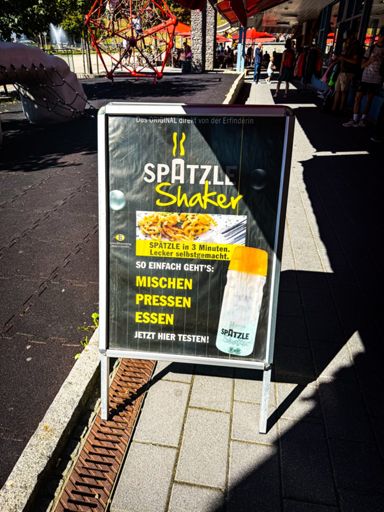 Das ORIGINAL direkt von der Erfinderin
SPÄTZLE
Shaker
SPÄTZLE in 3 Minuten.
Lecker selbstgemacht.
SO EINFACH GEHT'S:
MISCHEN
PRESSEN
ESSEN
JETZT HIER TESTEN!
SPÄTZLE
Shaker